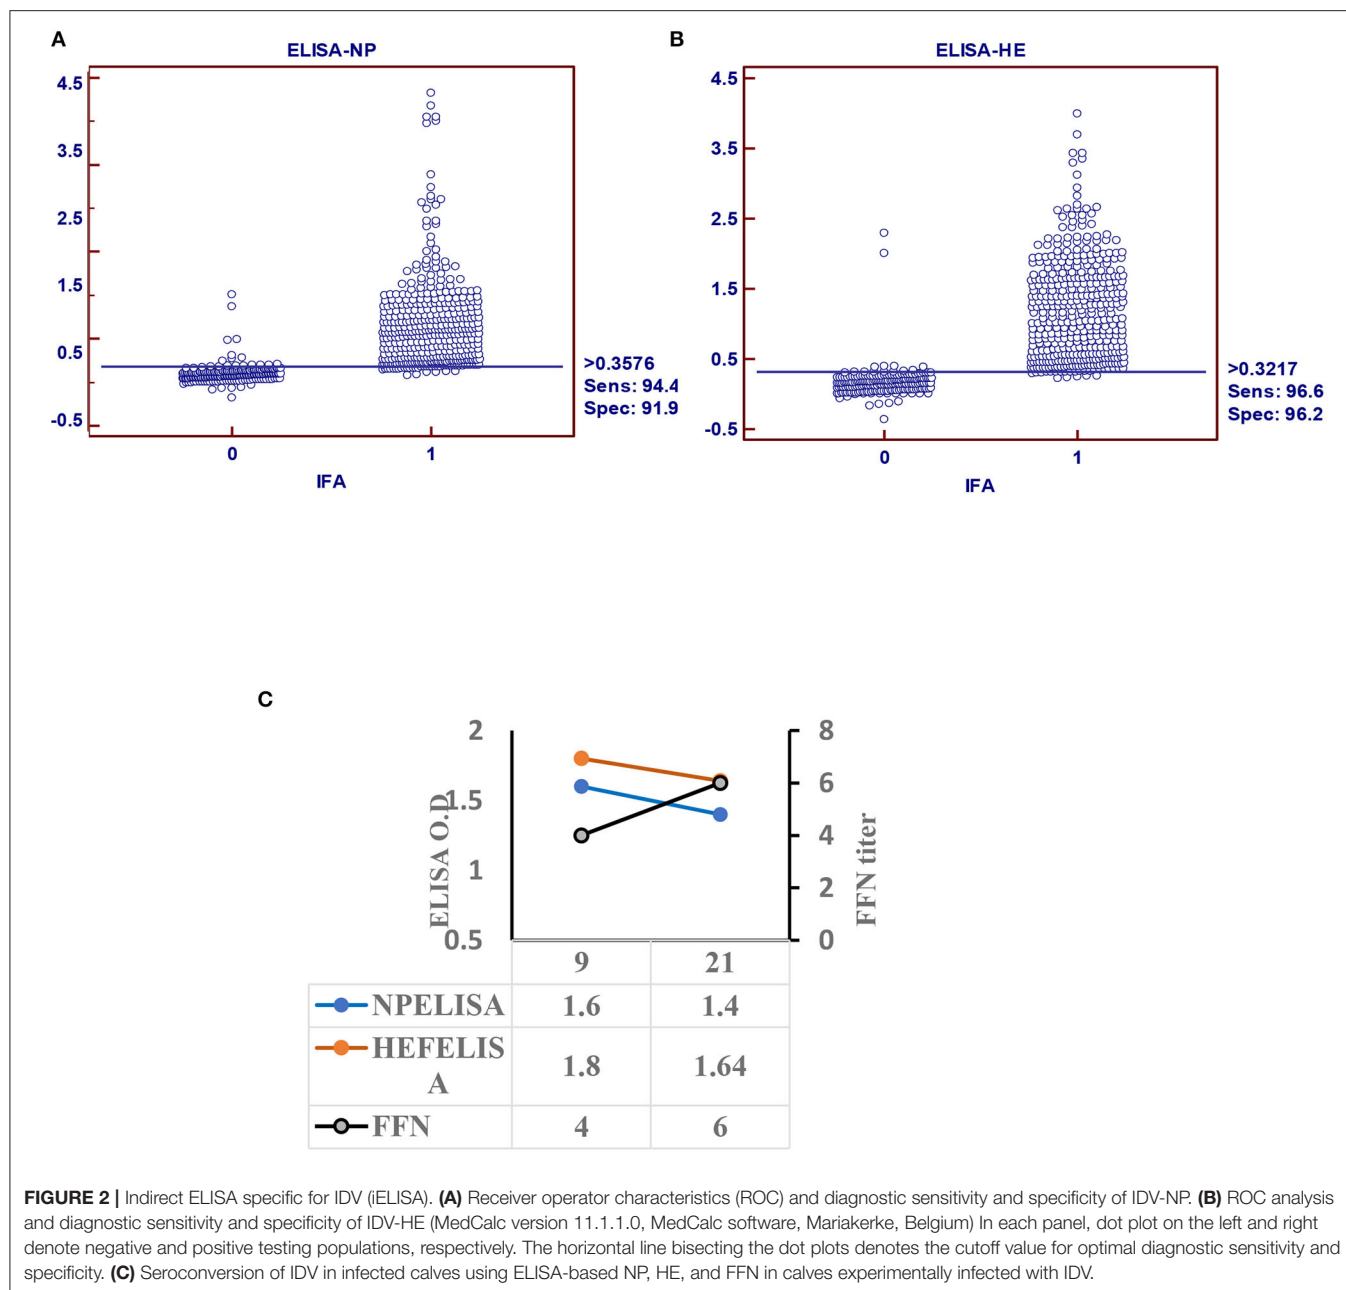 A
ELISA-NP
4.5
3.5
2.5
1.5
0.5
-0.5
0
1
IFA
>0.3576
Sens: 94.4
Spec: 91.9
B
ELISA-HE
4.5
3.5
2.5
1.5
0.5
-0.5
0
1
IFA
>0.3217
Sens: 96.6
Spec: 96.2
C
2
1.5
1
0.5
ELISA O.D
8
6
4
2
0
FFN titer
9 21
NPELISA 1.6 1.4
HEFELIS
A 1.8 1.64
FFN 4 6
FIGURE 2 | Indirect ELISA specific for IDV (iELISA). (A) Receiver operator characteristics (ROC) and diagnostic sensitivity and specificity of IDV-NP. (B) ROC analysis
and diagnostic sensitivity and specificity of IDV-HE (MedCalc version 11.1.1.0, MedCalc software, Mariakerke, Belgium) In each panel, dot plot on the left and right
denote negative and positive testing populations, respectively. The horizontal line bisecting the dot plots denotes the cutoff value for optimal diagnostic sensitivity and
specificity. (C) Seroconversion of IDV in infected calves using ELISA-based NP, HE, and FFN in calves experimentally infected with IDV.